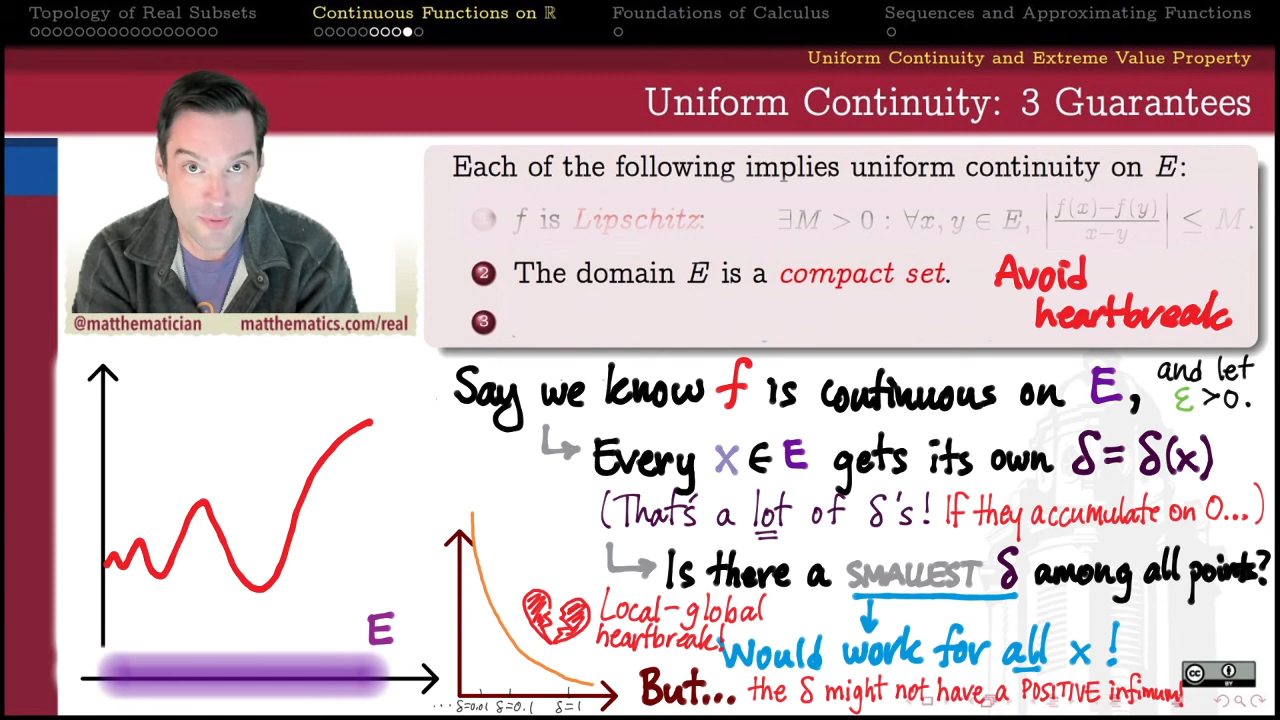 Topology of Real Subsets Continuous Functions on ℝ Foundations of Calculus Sequences and Approximating Functions
Uniform Continuity and Extreme Value Property
Uniform Continuity: 3 Guarantees
Each of the following implies uniform continuity on E:
1 f is Lipschitz: ∃M > 0 : ∀x, y ∈ E, |f(x)−f(y) / x−y| ≤ M.
2 The domain E is a compact set.
3
Avoid
heartbreak
@matthematician matthematics.com/real
Say we know f is continuous on E, and let
ε >0.
Every x ∈ E gets its own δ = δ(x)
(That's a lot of δ's! If they accumulate on 0...)
Is there a SMALLEST δ among all points?
Local-global
heartbreak!
Would work for all x !
But... the δ might not have a POSITIVE infimum!
E
... δ=0.01 δ=0.1 δ=1
cc BY